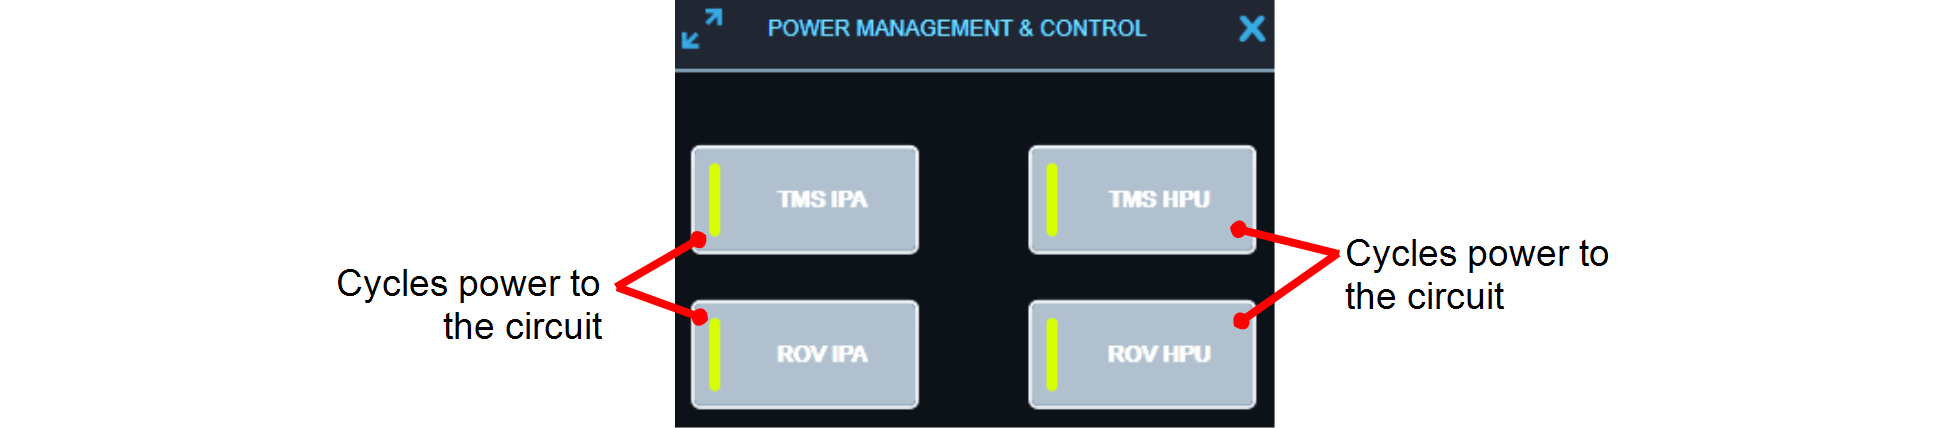 POWER MANAGEMENT & CONTROL
TMS IPA
TMS HPU
Cycles power to
the circuit
Cycles power to
the circuit
ROV IPA
ROV HPU